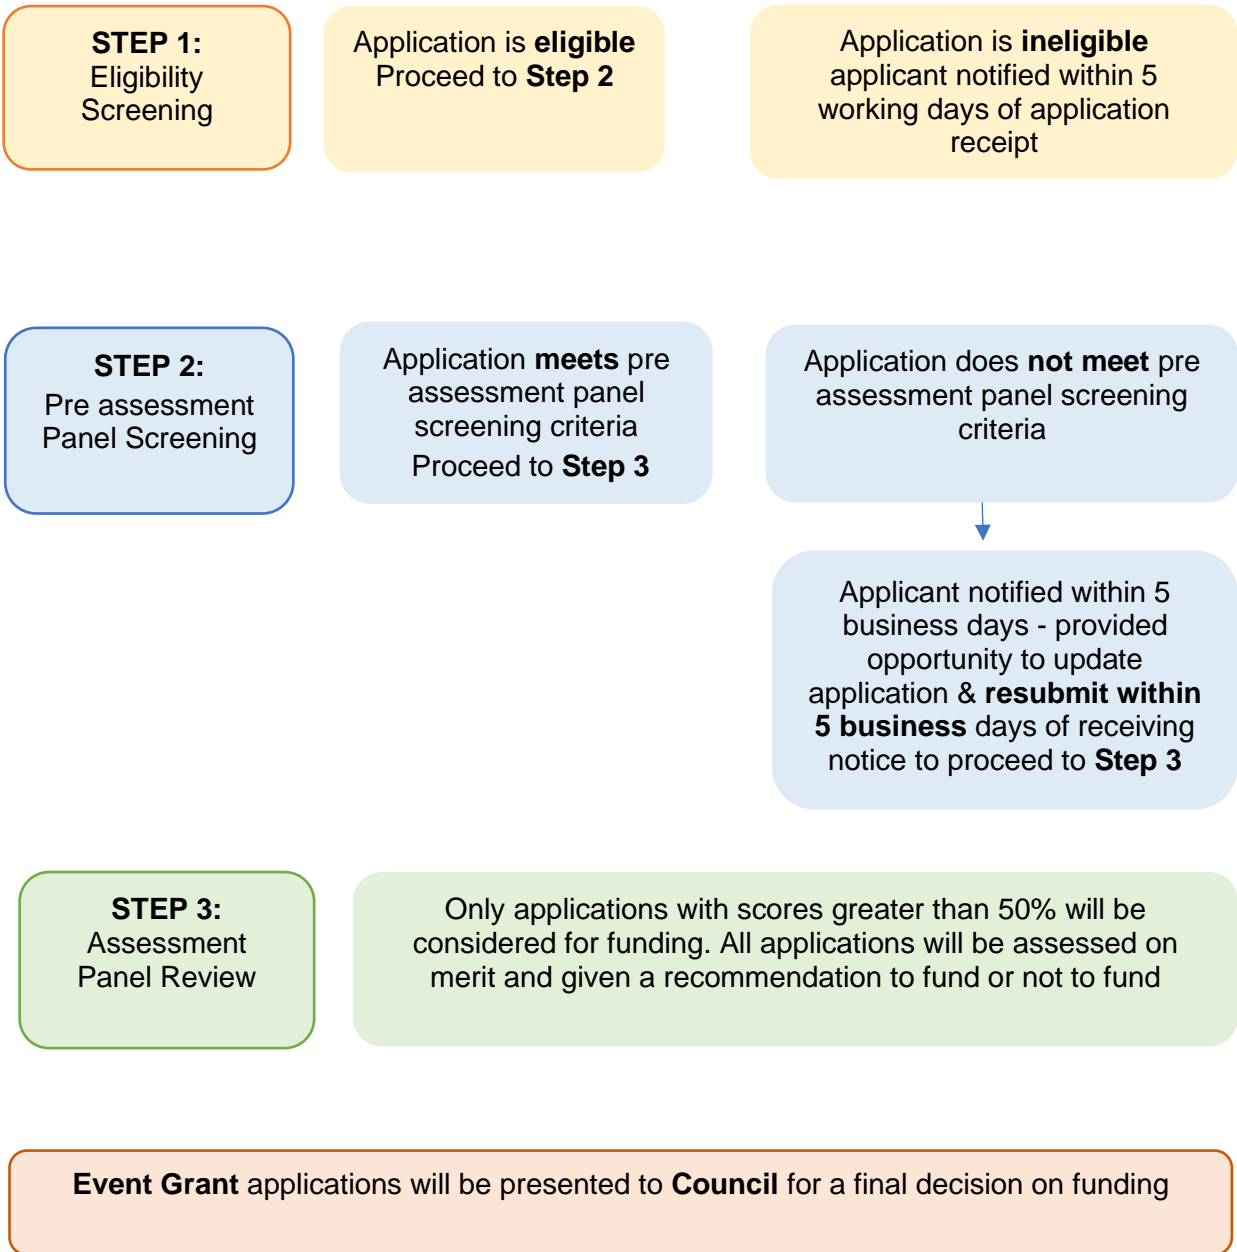 STEP 1:
Eligibility
Screening
Application is eligible
Proceed to Step 2
Application is ineligible
applicant notified within 5
working days of application
receipt
STEP 2:
Pre assessment
Panel Screening
Application meets pre
assessment panel
screening criteria
Proceed to Step 3
Application does not meet pre
assessment panel screening
criteria
Applicant notified within 5
business days - provided
opportunity to update
application & resubmit within
5 business days of receiving
notice to proceed to Step 3
STEP 3:
Assessment
Panel Review
Only applications with scores greater than 50% will be
considered for funding. All applications will be assessed on
merit and given a recommendation to fund or not to fund
Event Grant applications will be presented to Council for a final decision on funding